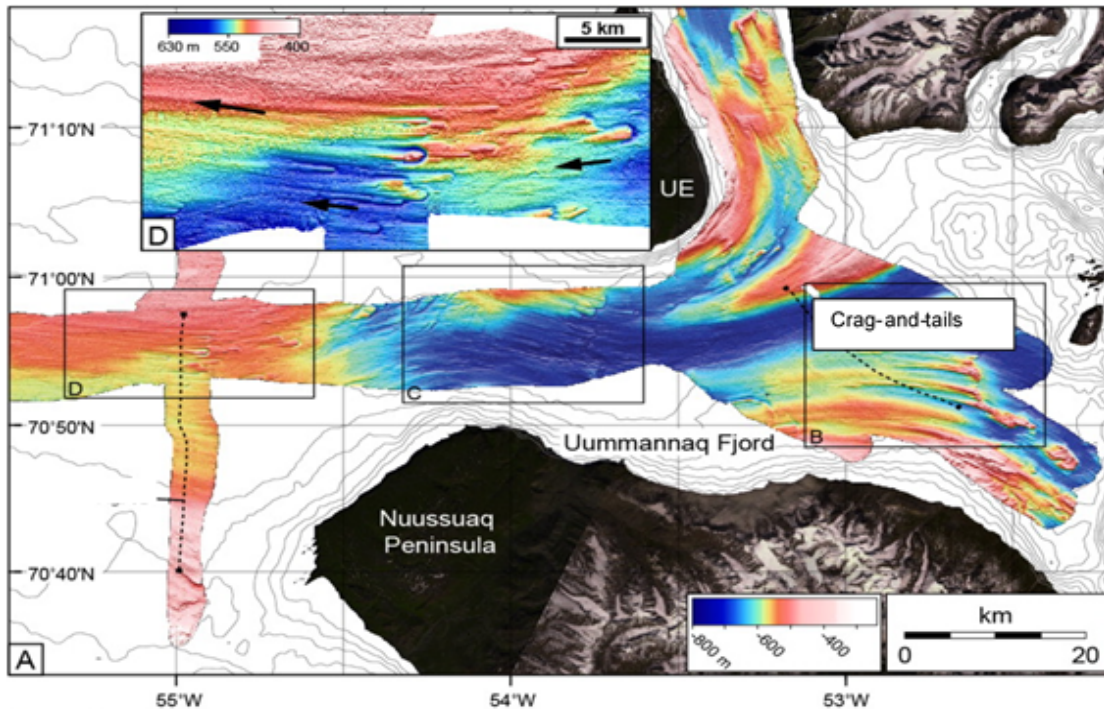 630 m 550 -400
5 km
71°10'N
UE
D
71°00'N
Crag-and-tails
D
C
B
70°50'N
Uummannaq Fjord
Nuussuaq
Peninsula
70°40'N
-800 m -600 -400
km
0 20
A
55°W 54°W 53°W